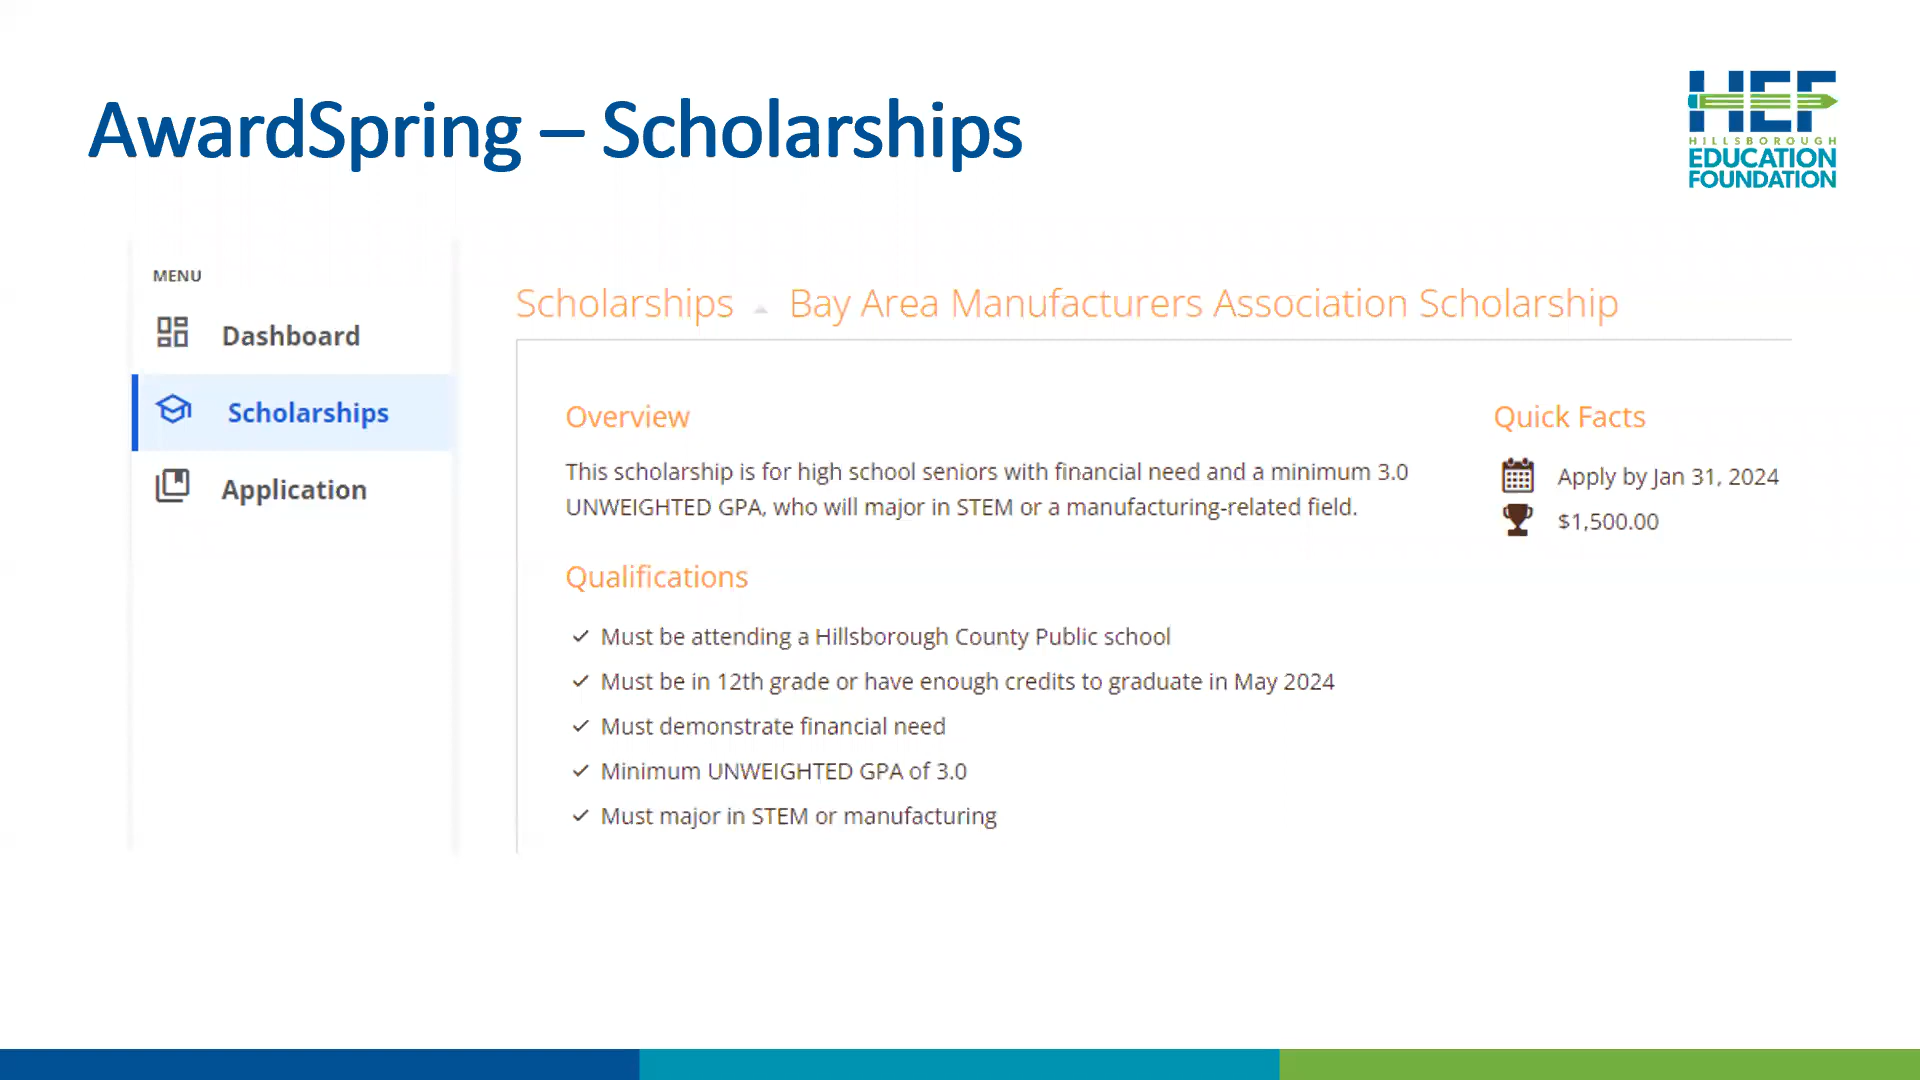 AwardSpring – Scholarships
HEF
HILLSBOROUGH
EDUCATION
FOUNDATION
MENU
Dashboard
Scholarships
Application
Scholarships Bay Area Manufacturers Association Scholarship
Overview
This scholarship is for high school seniors with financial need and a minimum 3.0
UNWEIGHTED GPA, who will major in STEM or a manufacturing-related field.
Quick Facts
Apply by Jan 31, 2024
$1,500.00
Qualifications
Must be attending a Hillsborough County Public school
Must be in 12th grade or have enough credits to graduate in May 2024
Must demonstrate financial need
Minimum UNWEIGHTED GPA of 3.0
Must major in STEM or manufacturing